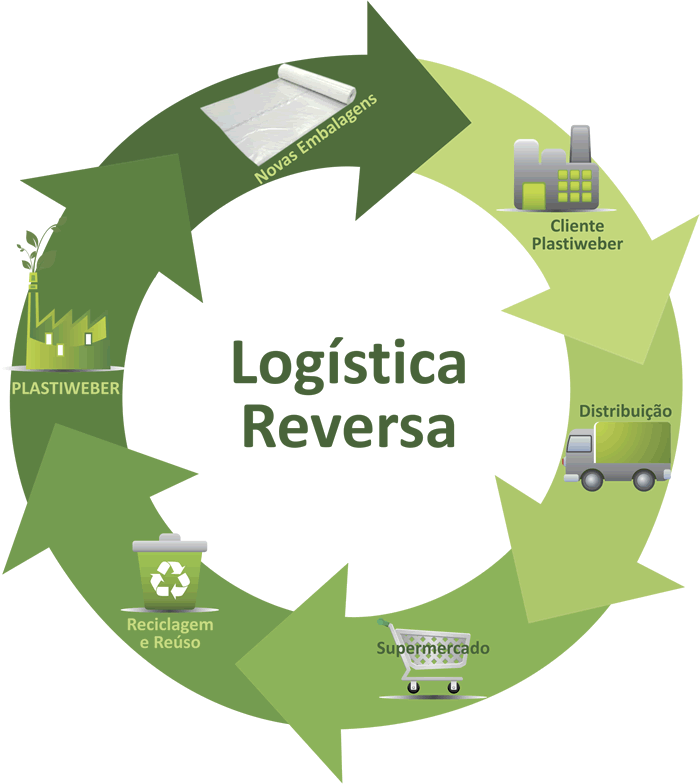 Novas Embalagens
Cliente
Plastiweber
Distribuição
Supermercado
Reciclagem
e Reúso
PLASTIWEBER
Logística
Reversa